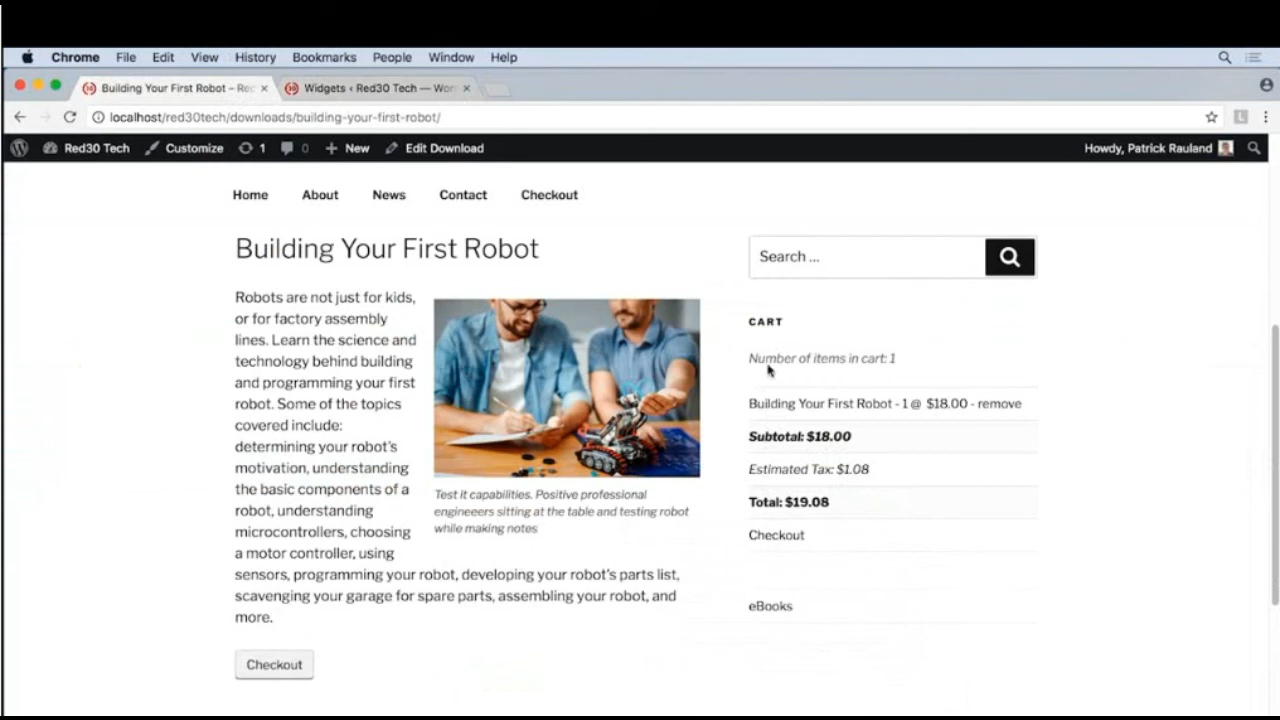 Chrome File Edit View History Bookmarks People Window Help
Building Your First Robot – Red
Widgets ‹ Red30 Tech — Wor
localhost/red30tech/downloads/building-your-first-robot/
Red30 Tech Customize 1 0 New Edit Download Howdy, Patrick Rauland
Home About News Contact Checkout
Building Your First Robot
Robots are not just for kids,
or for factory assembly
lines. Learn the science and
technology behind building
and programming your first
robot. Some of the topics
covered include:
determining your robot's
motivation, understanding
the basic components of a
robot, understanding
microcontrollers, choosing
a motor controller, using
sensors, programming your robot, developing your robot's parts list,
scavenging your garage for spare parts, assembling your robot, and
more.
Test it capabilities. Positive professional
engineeers sitting at the table and testing robot
while making notes
Checkout
Search ...
CART
Number of items in cart: 1
Building Your First Robot - 1 @ $18.00 - remove
Subtotal: $18.00
Estimated Tax: $1.08
Total: $19.08
Checkout
eBooks